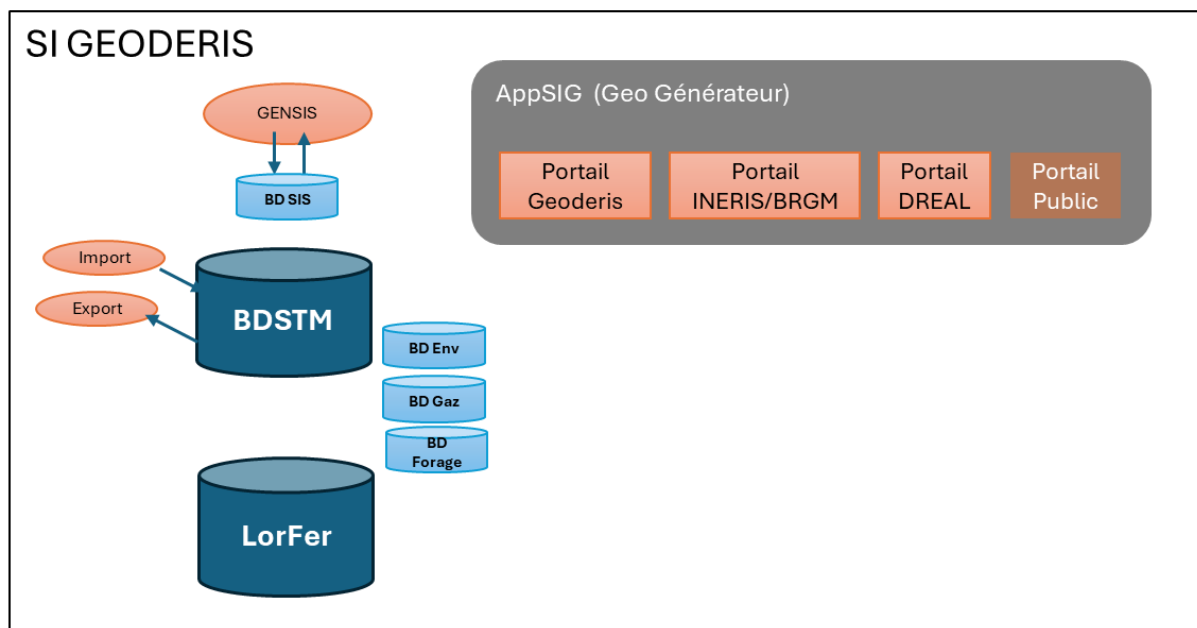 SI GEODERIS
GENSIS
BD SIS
Import
Export
BDSTM
BD Env
BD Gaz
BD
Forage
LorFer
AppSIG (Geo Générateur)
Portail
Geoderis
Portail
INERIS/BRGM
Portail
DREAL
Portail
Public